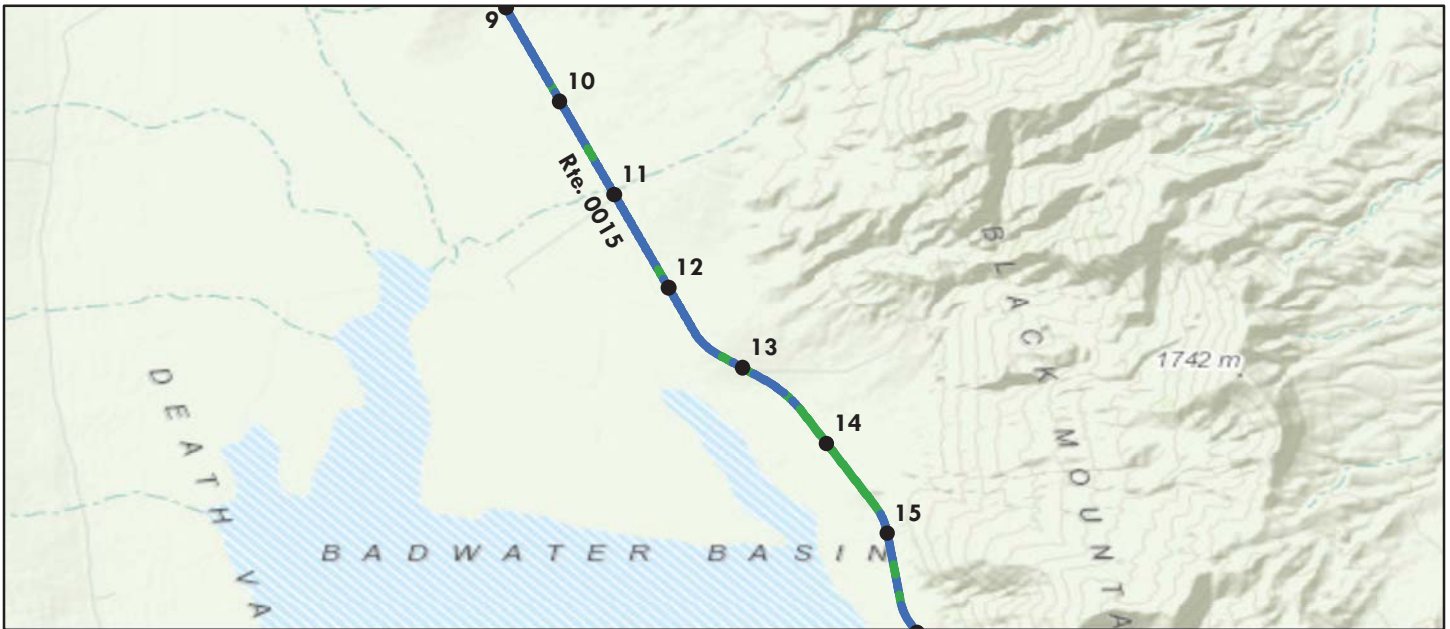 9
10
11
Rte. 0015
12
13
14
15
1742 m
BLACK MOUNTA
DEATH VA
BADWATER BASIN